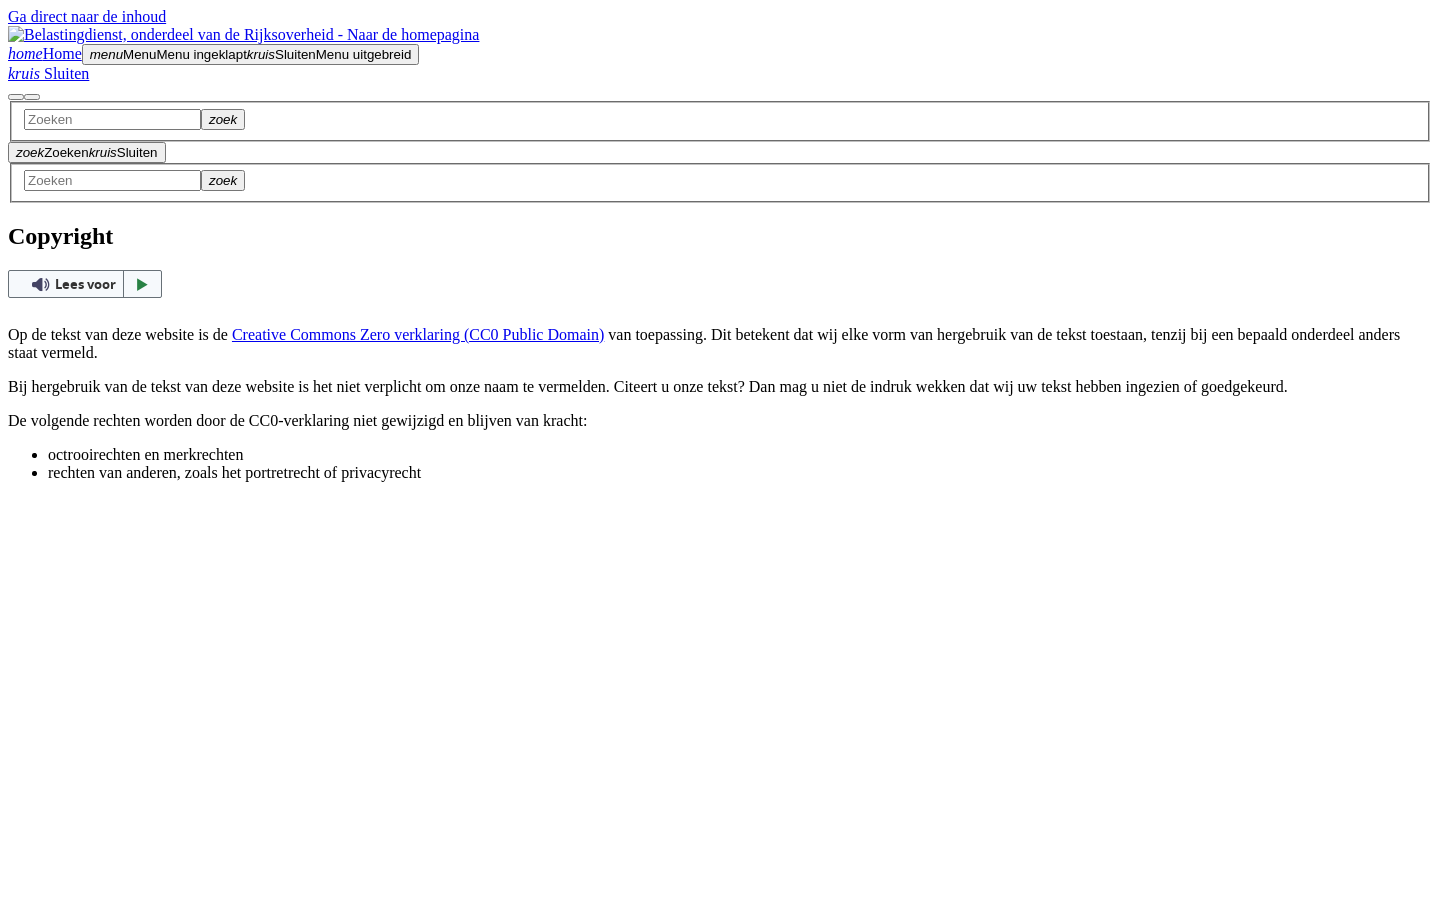 Ga direct naar de inhoud
Belastingdienst, onderdeel van de Rijksoverheid - Naar de homepagina
homeHomemenuMenuMenu ingeklaptkruisSluitenMenu uitgebreid
kruis Sluiten
Zoeken zoek
zoekZoekenkruisSluiten
Zoeken zoek
Copyright
Lees voor
Op de tekst van deze website is de Creative Commons Zero verklaring (CC0 Public Domain) van toepassing. Dit betekent dat wij elke vorm van hergebruik van de tekst toestaan, tenzij bij een bepaald onderdeel anders
staat vermeld.
Bij hergebruik van de tekst van deze website is het niet verplicht om onze naam te vermelden. Citeert u onze tekst? Dan mag u niet de indruk wekken dat wij uw tekst hebben ingezien of goedgekeurd.
De volgende rechten worden door de CC0-verklaring niet gewijzigd en blijven van kracht:
octrooirechten en merkrechten
rechten van anderen, zoals het portretrecht of privacyrecht